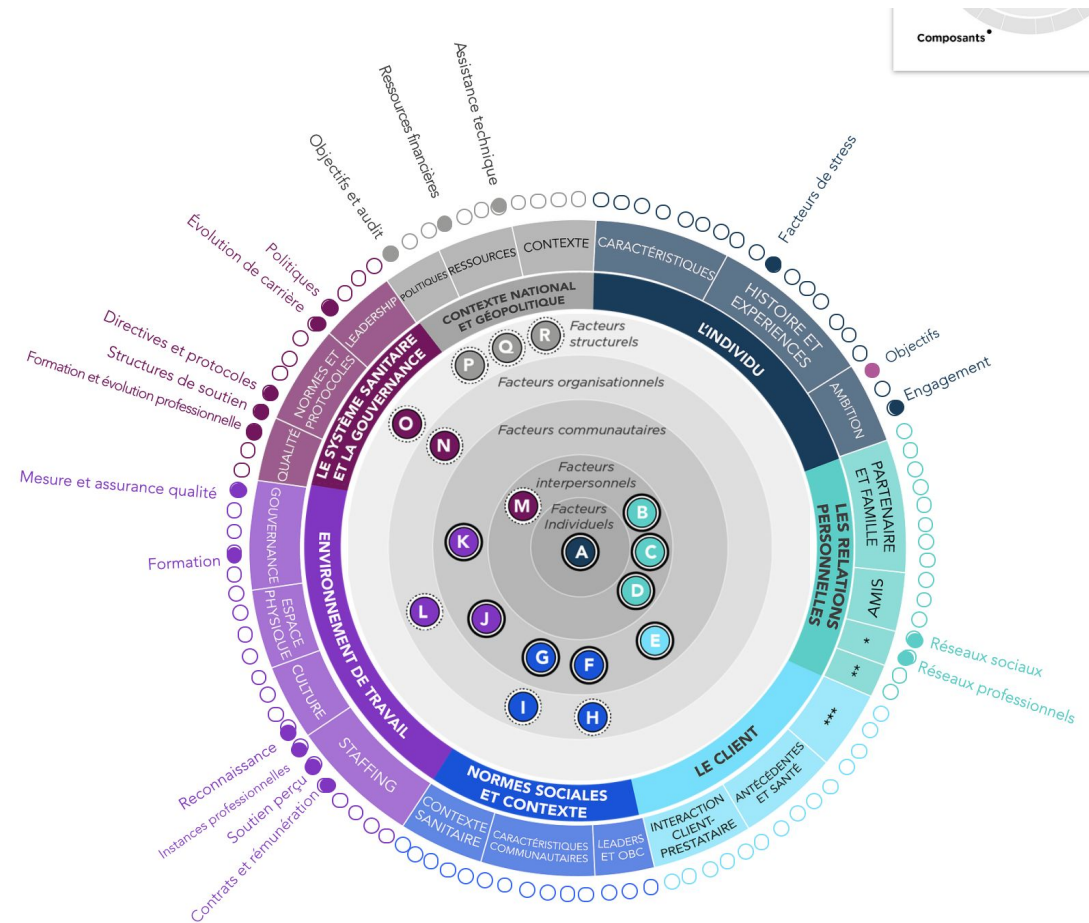 Composants
Assistance technique
Ressources financières
Objectifs et audit
Politiques
Évolution de carrière
Directives et protocoles
Structures de soutien
Formation et évolution professionnelle
Mesure et assurance qualité
Formation
Reconnaissance
Instances professionnelles
Soutien perçu
Contrats et rémunération
Facteurs de stress
Objectifs
Engagement
Réseaux sociaux
Réseaux professionnels
POLITIQUES
RESSOURCES
CONTEXTE
CONTEXTE NATIONAL
ET GÉOPOLITIQUE
CARACTÉRISTIQUES
HISTOIRE ET
EXPERIENCES
AMBITION
L'INDIVIDU
PARTENAIRE
ET FAMILLE
AMIS
*
**
LES RELATIONS
PERSONNELLES
***
ANTÉCÉDENTES
ET SANTÉ
INTERACTION
CLIENT-
PRESTATAIRE
LE CLIENT
LEADERS
ET OBC
CARACTÉRISTIQUES
COMMUNAUTAIRES
CONTEXTE
SANITAIRE
NORMES SOCIALES
ET CONTEXTE
STAFFING
CULTURE
ESPACE
PHYSIQUE
GOUVERNANCE
ENVIRONNEMENT DE TRAVAIL
QUALITÉ
NORMES ET
PROTOCOLES
LEADERSHIP
LE SYSTÈME SANITAIRE
ET LA GOUVERNANCE
Facteurs
structurels
Facteurs organisationnels
Facteurs communautaires
Facteurs
interpersonnels
Facteurs
Individuels
R
Q
P
O
N
M
B
K
A
C
D
L
J
E
G
F
I
H